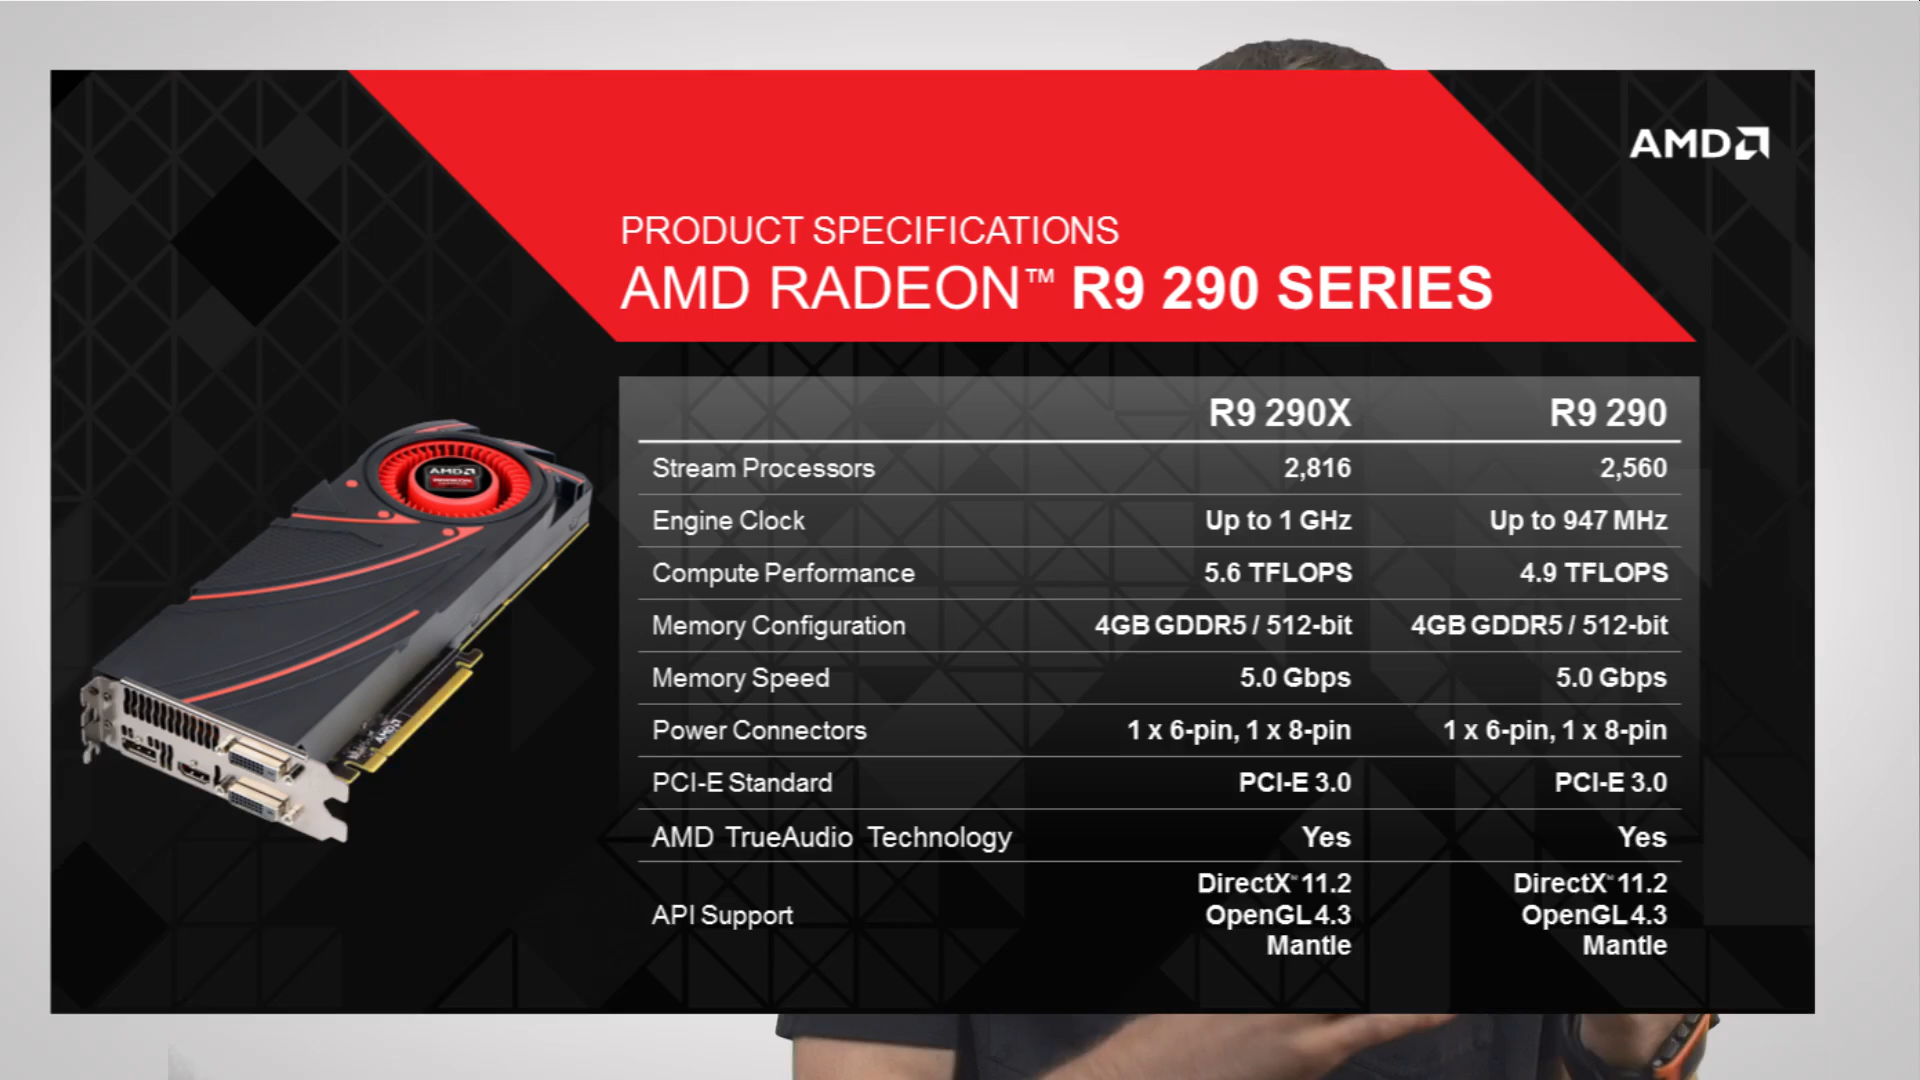 AMD
PRODUCT SPECIFICATIONS
AMD RADEON™ R9 290 SERIES
R9 290X R9 290
Stream Processors 2,816 2,560
Engine Clock Up to 1 GHz Up to 947 MHz
Compute Performance 5.6 TFLOPS 4.9 TFLOPS
Memory Configuration 4GB GDDR5 / 512-bit 4GB GDDR5 / 512-bit
Memory Speed 5.0 Gbps 5.0 Gbps
Power Connectors 1 x 6-pin, 1 x 8-pin 1 x 6-pin, 1 x 8-pin
PCI-E Standard PCI-E 3.0 PCI-E 3.0
AMD TrueAudio Technology Yes Yes
DirectX™ 11.2 DirectX™ 11.2
API Support OpenGL 4.3 OpenGL 4.3
Mantle Mantle
AMD
RADEON
AMD